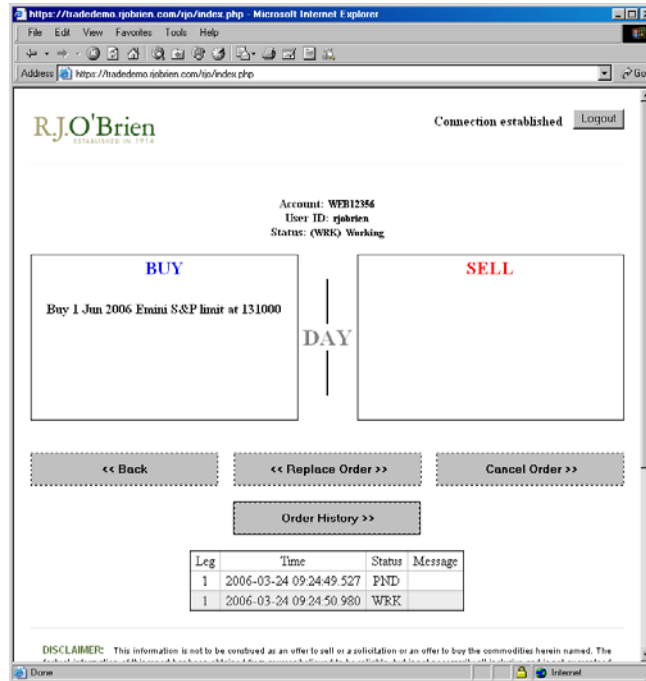 https://tradedemo.rjobrien.com/rjo/index.php - Microsoft Internet Explorer
File Edit View Favorites Tools Help
Address https://tradedemo.rjobrien.com/rjo/index.php Go
R.J.O'Brien
ESTABLISHED IN 1914
Connection established Logout
Account: WEB12356
User ID: rjobrien
Status: (WRK) Working
BUY
SELL
Buy 1 Jun 2006 Emini S&P limit at 131000
DAY
<< Back << Replace Order >> Cancel Order >>
Order History >>
Leg Time Status Message
1 2006-03-24 09:24:49.527 PND
1 2006-03-24 09:24:50.980 WRK
DISCLAIMER: This information is not to be construed as an offer to sell or a solicitation or an offer to buy the commodities herein named. The
Done Internet